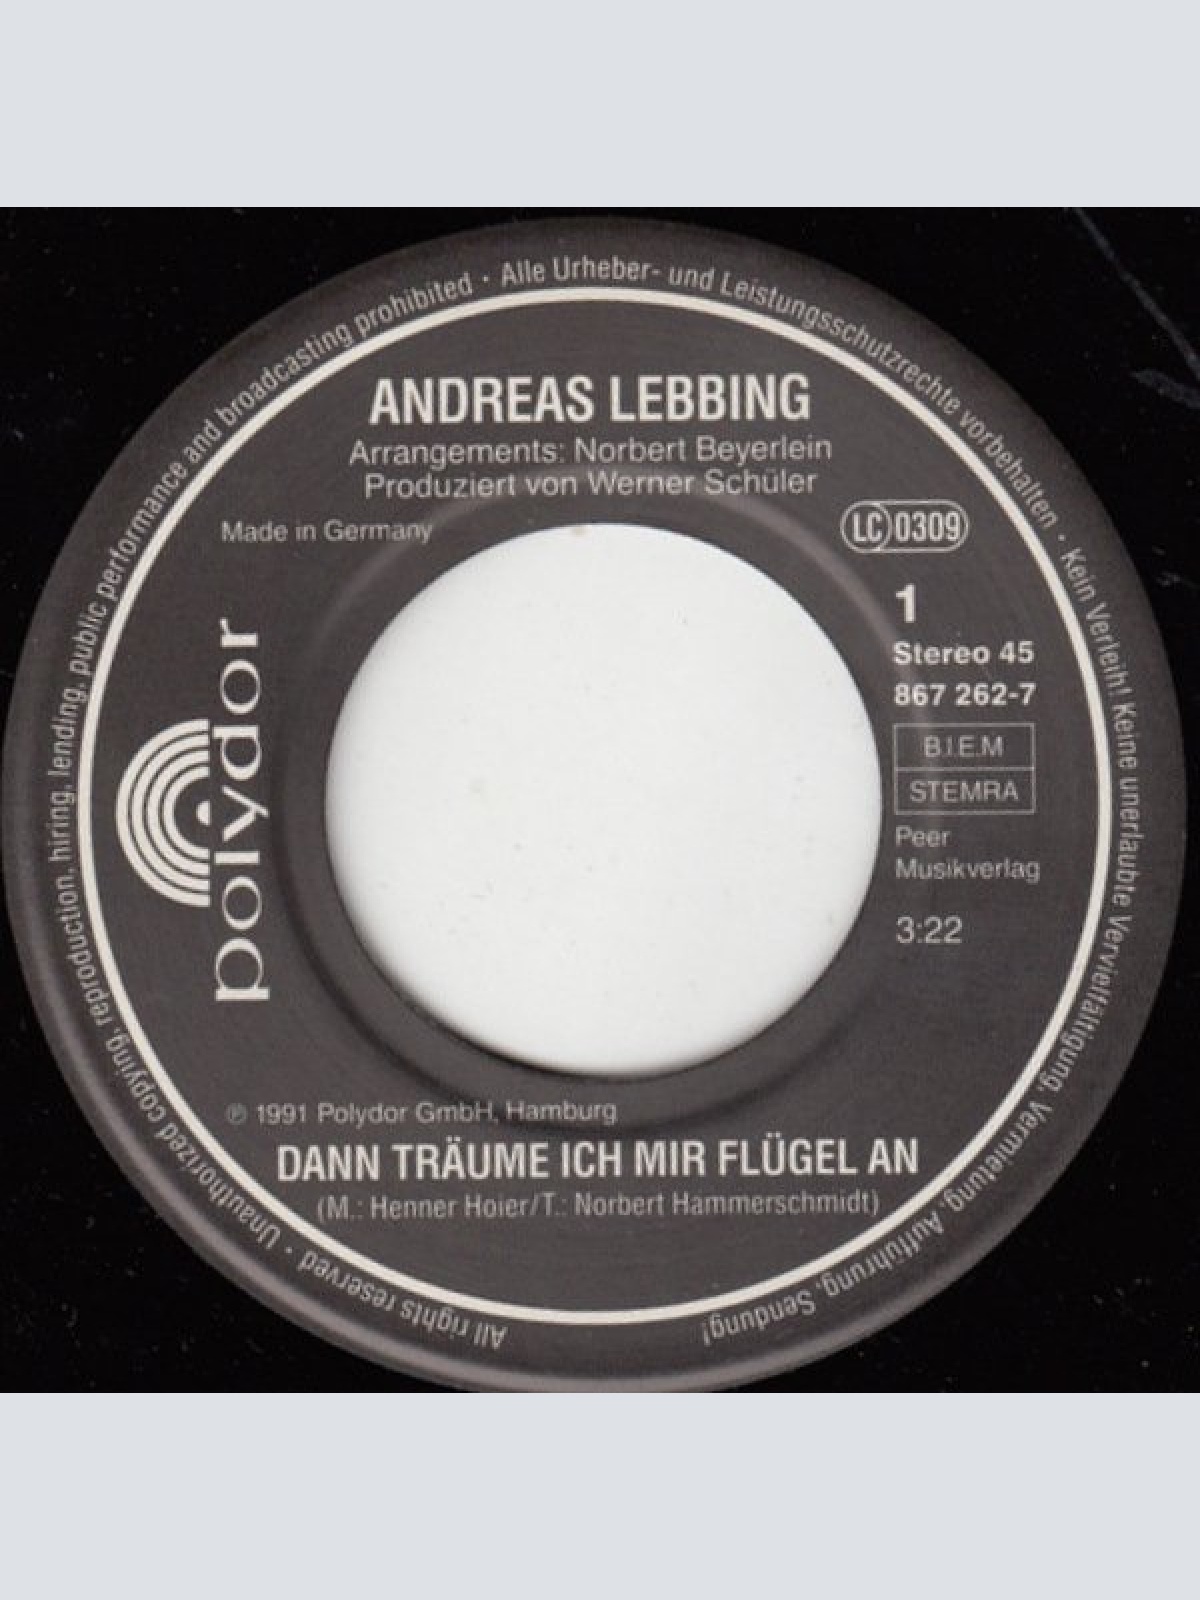 ANDREAS LEBBING
Arrangements: Norbert Beyerlein
Produziert von Werner Schüler
Made in Germany
LC 0309
1
Stereo 45
867 262-7
B.I.E.M
STEMRA
Peer
Musikverlag
3:22
polydor
℗ 1991 Polydor GmbH, Hamburg
DANN TRÄUME ICH MIR FLÜGEL AN
(M.: Henner Hoier/T.: Norbert Hammerschmidt)
Alle Urheber- und Leistungsschutzrechte vorbehalten · Kein Verleih! Keine unerlaubte Vervielfältigung, Vermietung, Aufführung, Sendung!
All rights reserved · Unauthorized copying, reproduction, hiring, lending, public performance and broadcasting prohibited ·